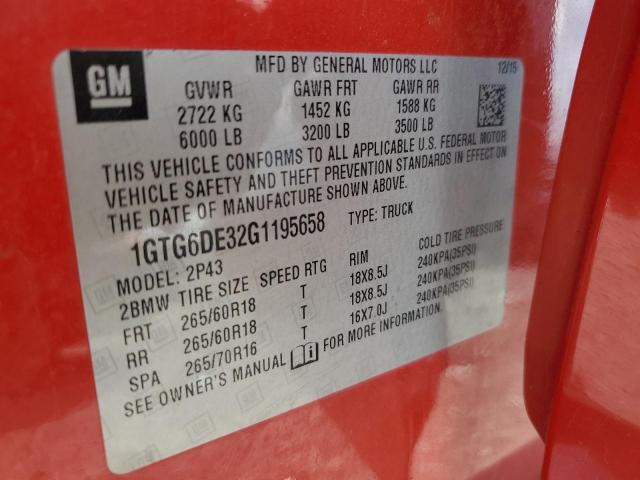 GM
MFD BY GENERAL MOTORS LLC 12/15
GVWR GAWR FRT GAWR RR
2722 KG 1452 KG 1588 KG
6000 LB 3200 LB 3500 LB
THIS VEHICLE CONFORMS TO ALL APPLICABLE U.S. FEDERAL MOTOR
VEHICLE SAFETY AND THEFT PREVENTION STANDARDS IN EFFECT ON
THE DATE OF MANUFACTURE SHOWN ABOVE.
1GTG6DE32G1195658 TYPE: TRUCK
MODEL: 2P43
2BMW TIRE SIZE SPEED RTG RIM COLD TIRE PRESSURE
FRT 265/60R18 T 18X8.5J 240KPA(35PSI)
RR 265/60R18 T 18X8.5J 240KPA(35PSI)
SPA 265/70R16 T 16X7.0J 240KPA(35PSI)
SEE OWNER'S MANUAL FOR MORE INFORMATION.